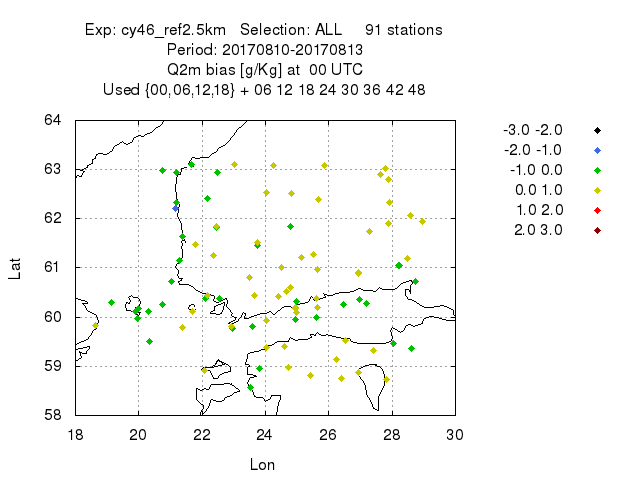 Exp: cy46_ref2.5km Selection: ALL 91 stations
Period: 20170810-20170813
Q2m bias [g/Kg] at 00 UTC
Used {00,06,12,18} + 06 12 18 24 30 36 42 48
64
63
62
61
60
59
58
Lat
18 20 22 24 26 28 30
Lon
-3.0 -2.0
-2.0 -1.0
-1.0 0.0
0.0 1.0
1.0 2.0
2.0 3.0